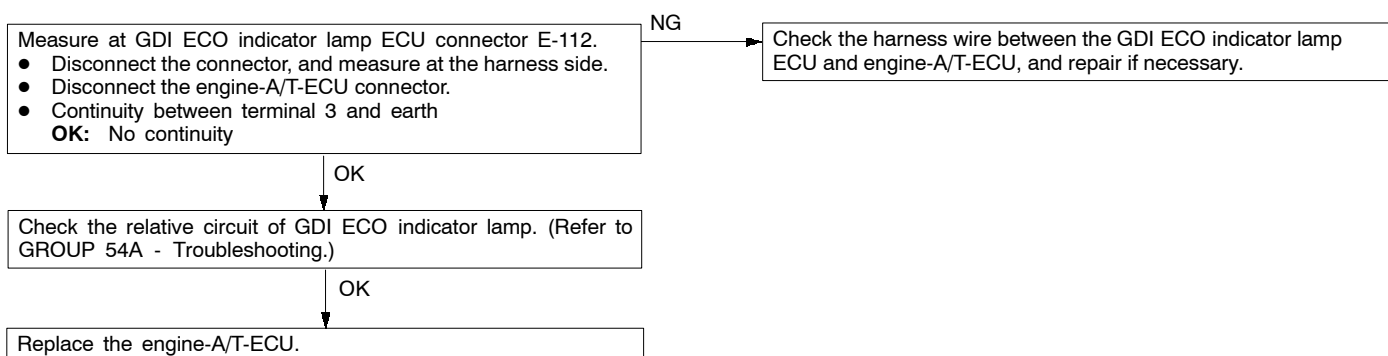 Measure at GDI ECO indicator lamp ECU connector E-112.
● Disconnect the connector, and measure at the harness side.
● Disconnect the engine-A/T-ECU connector.
● Continuity between terminal 3 and earth
OK: No continuity
NG
Check the harness wire between the GDI ECO indicator lamp
ECU and engine-A/T-ECU, and repair if necessary.
OK
Check the relative circuit of GDI ECO indicator lamp. (Refer to
GROUP 54A - Troubleshooting.)
OK
Replace the engine-A/T-ECU.